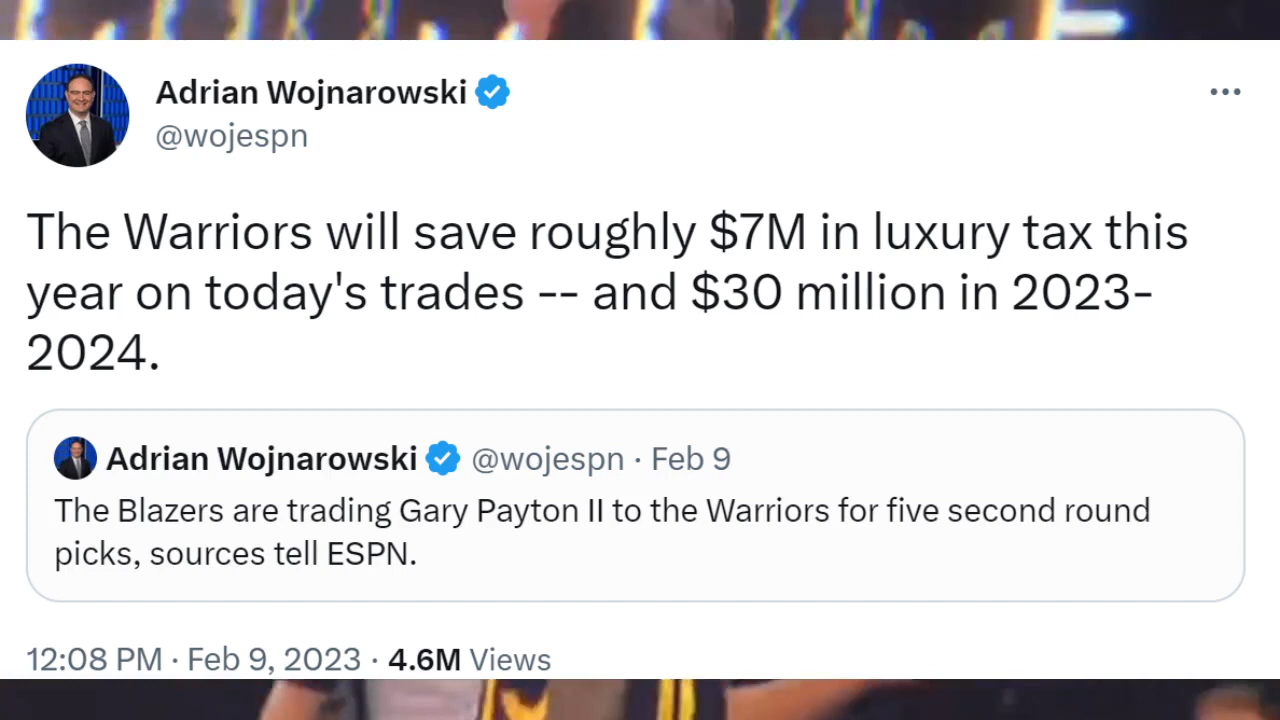 Adrian Wojnarowski
@wojespn
The Warriors will save roughly $7M in luxury tax this
year on today's trades -- and $30 million in 2023-
2024.
Adrian Wojnarowski @wojespn · Feb 9
The Blazers are trading Gary Payton II to the Warriors for five second round
picks, sources tell ESPN.
12:08 PM · Feb 9, 2023 · 4.6M Views